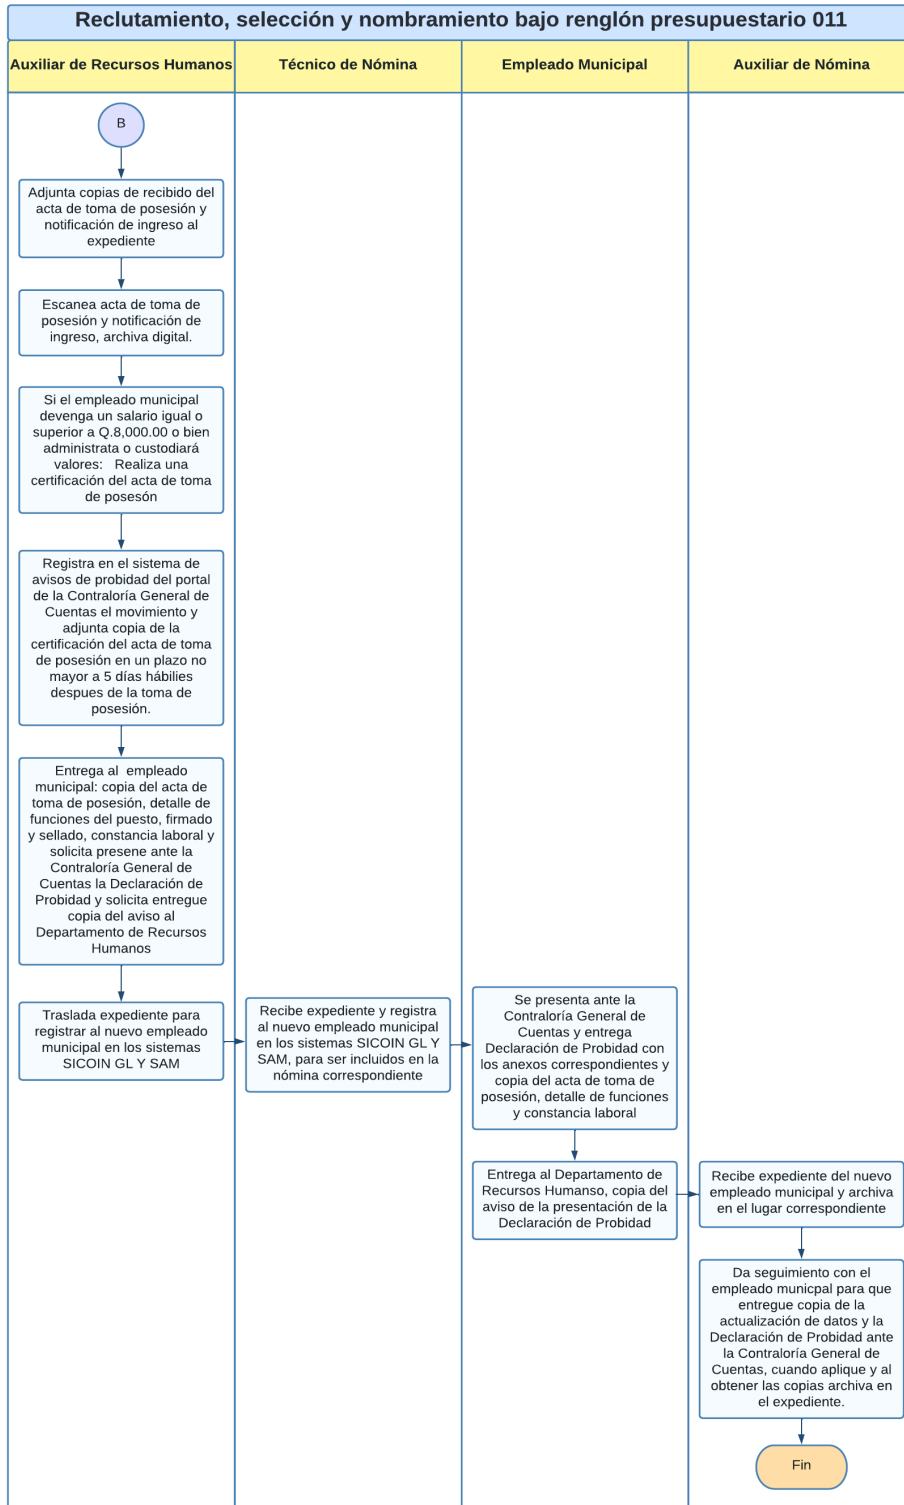 Reclutamiento, selección y nombramiento bajo renglón presupuestario 011
Auxiliar de Recursos Humanos
Técnico de Nómina
Empleado Municipal
Auxiliar de Nómina
B
Adjunta copias de recibido del
acta de toma de posesión y
notificación de ingreso al
expediente
Escanea acta de toma de
posesión y notificación de
ingreso, archiva digital.
Si el empleado municipal
devenga un salario igual o
superior a Q.8,000.00 o bien
administrata o custodiará
valores:   Realiza una
certificación del acta de toma
de posesón
Registra en el sistema de
avisos de probidad del portal
de la Contraloría General de
Cuentas el movimiento y
adjunta copia de la
certificación del acta de toma
de posesión en un plazo no
mayor a 5 días hábilies
despues de la toma de
posesión.
Entrega al  empleado
municipal: copia del acta de
toma de posesión, detalle de
funciones del puesto, firmado
y sellado, constancia laboral y
solicita presene ante la
Contraloría General de
Cuentas la Declaración de
Probidad y solicita entregue
copia del aviso al
Departamento de Recursos
Humanos
Traslada expediente para
registrar al nuevo empleado
municipal en los sistemas
SICOIN GL Y SAM
Recibe expediente y registra
al nuevo empleado municipal
en los sistemas SICOIN GL Y
SAM, para ser incluidos en la
nómina correspondiente
Se presenta ante la
Contraloría General de
Cuentas y entrega
Declaración de Probidad con
los anexos correspondientes y
copia del acta de toma de
posesión, detalle de funciones
y constancia laboral
Entrega al Departamento de
Recursos Humanso, copia del
aviso de la presentación de la
Declaración de Probidad
Recibe expediente del nuevo
empleado municipal y archiva
en el lugar correspondiente
Da seguimiento con el
empleado municpal para que
entregue copia de la
actualización de datos y la
Declaración de Probidad ante
la Contraloría General de
Cuentas, cuando aplique y al
obtener las copias archiva en
el expediente.
Fin